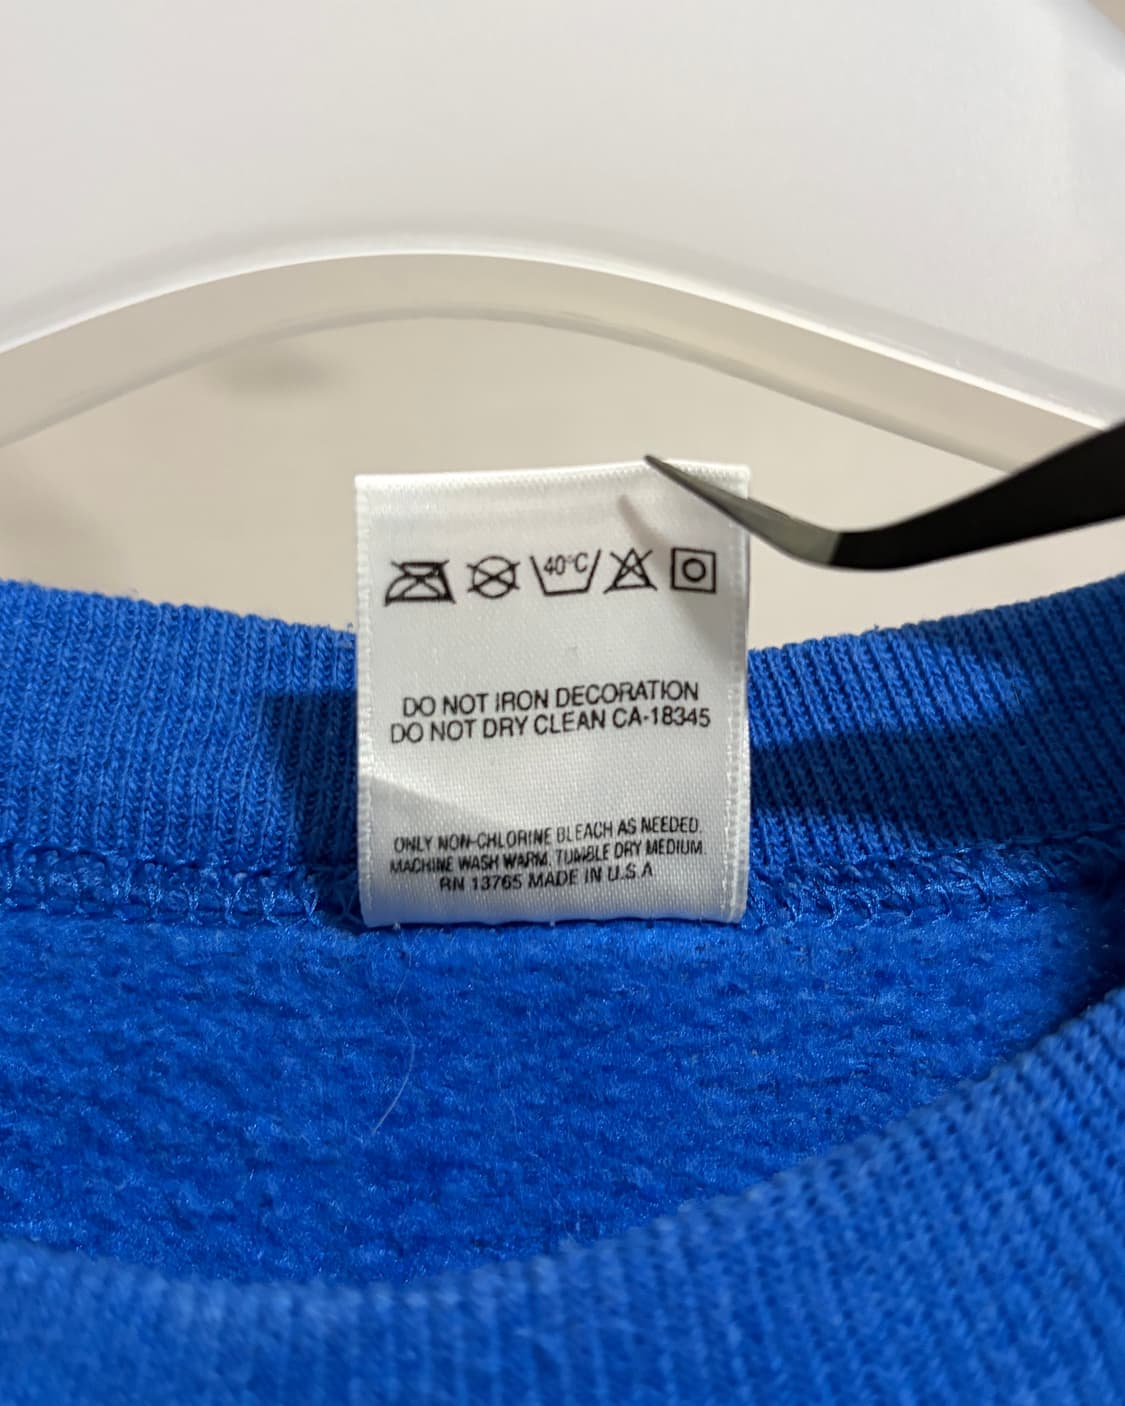 40°C
DO NOT IRON DECORATION
DO NOT DRY CLEAN CA-18345
ONLY NON-CHLORINE BLEACH AS NEEDED.
MACHINE WASH WARM, TUMBLE DRY MEDIUM.
RN 13765 MADE IN U.S.A